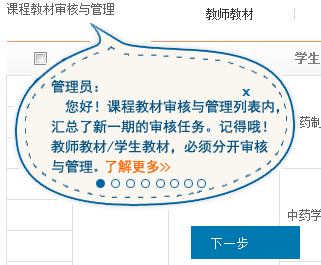 课程教材审核与管理
教师教材
学生
管理员：
x
您好！课程教材审核与管理列表内，
汇总了新一期的审核任务。记得哦！
教师教材/学生教材，必须分开审核
与管理。了解更多>>
药制
中药学
下一步